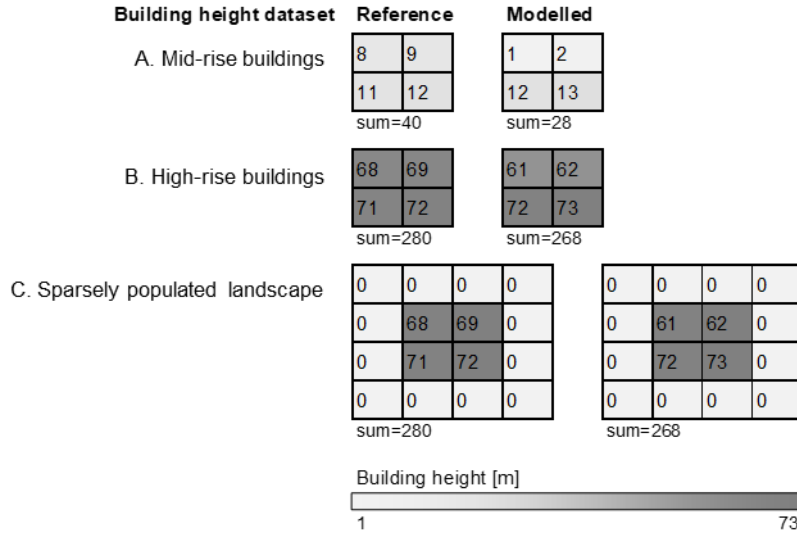 Building height dataset Reference Modelled
A. Mid-rise buildings
8 9 1 2
11 12 12 13
sum=40 sum=28
B. High-rise buildings
68 69 61 62
71 72 72 73
sum=280 sum=268
C. Sparsely populated landscape
0 0 0 0 0 0 0 0
0 68 69 0 0 61 62 0
0 71 72 0 0 72 73 0
0 0 0 0 0 0 0 0
sum=280 sum=268
Building height [m]
1 73